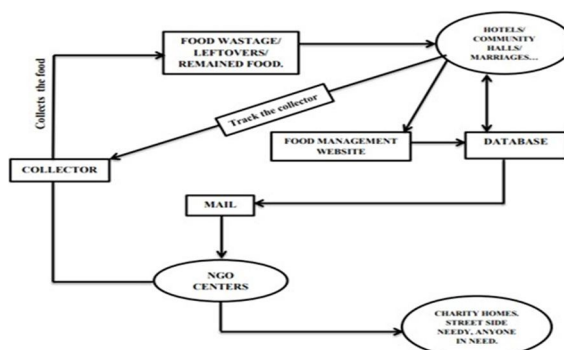 FOOD WASTAGE/
LEFTOVERS/
REMAINED FOOD.
HOTELS/
COMMUNITY
HALLS/
MARRIAGES...
Collects the food
Track the collector
FOOD MANAGEMENT
WEBSITE
DATABASE
COLLECTOR
MAIL
NGO
CENTERS
CHARITY HOMES.
STREET SIDE
NEEDY, ANYONE
IN NEED.